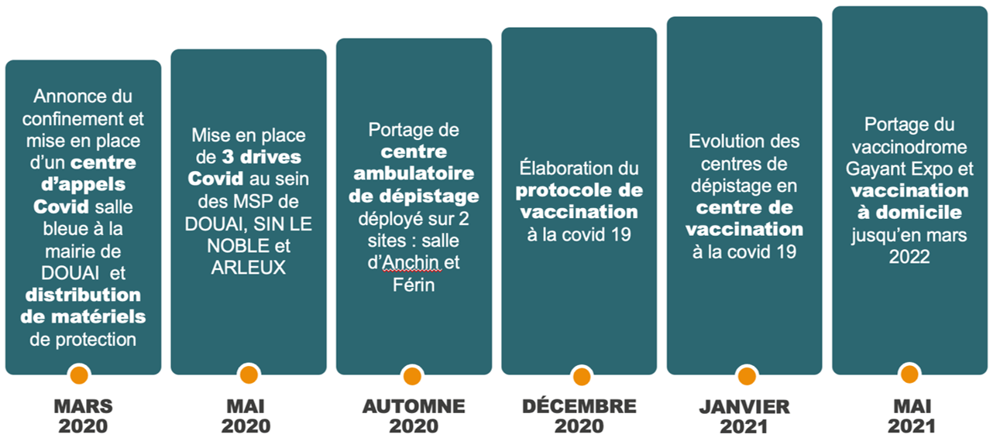 Annonce du
confinement et
mise en place
d’un centre
d’appels
Covid salle
bleue à la
mairie de
DOUAI et
distribution
de matériels
de protection
MARS
2020
Mise en place
de 3 drives
Covid au sein
des MSP de
DOUAI, SIN LE
NOBLE et
ARLEUX
MAI
2020
Portage de
centre
ambulatoire
de dépistage
déployé sur 2
sites : salle
d’Anchin et
Férin
AUTOMNE
2020
Élaboration du
protocole de
vaccination
à la covid 19
DÉCEMBRE
2020
Evolution des
centres de
dépistage en
centre de
vaccination
à la covid 19
JANVIER
2021
Portage du
vaccinodrome
Gayant Expo et
vaccination
à domicile
jusqu’en mars
2022
MAI
2021